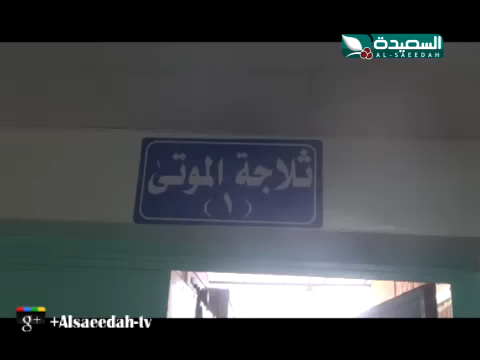 السعيدة
AL-SAEEDAH
ثلاجة الموتى
(١)
g+ +Alsaeedah-tv